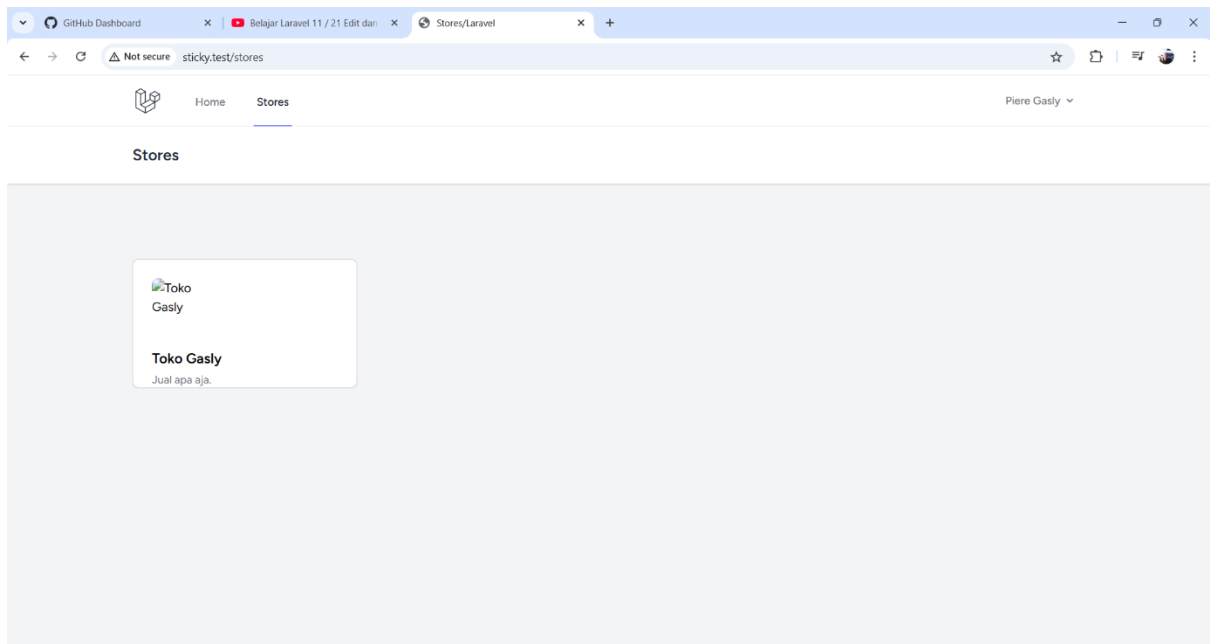 GitHub Dashboard
Belajar Laravel 11 / 21 Edit dan
Stores/Laravel
Not secure sticky.test/stores
Home Stores Piere Gasly
Stores
Toko
Gasly
Toko Gasly
Jual apa aja.